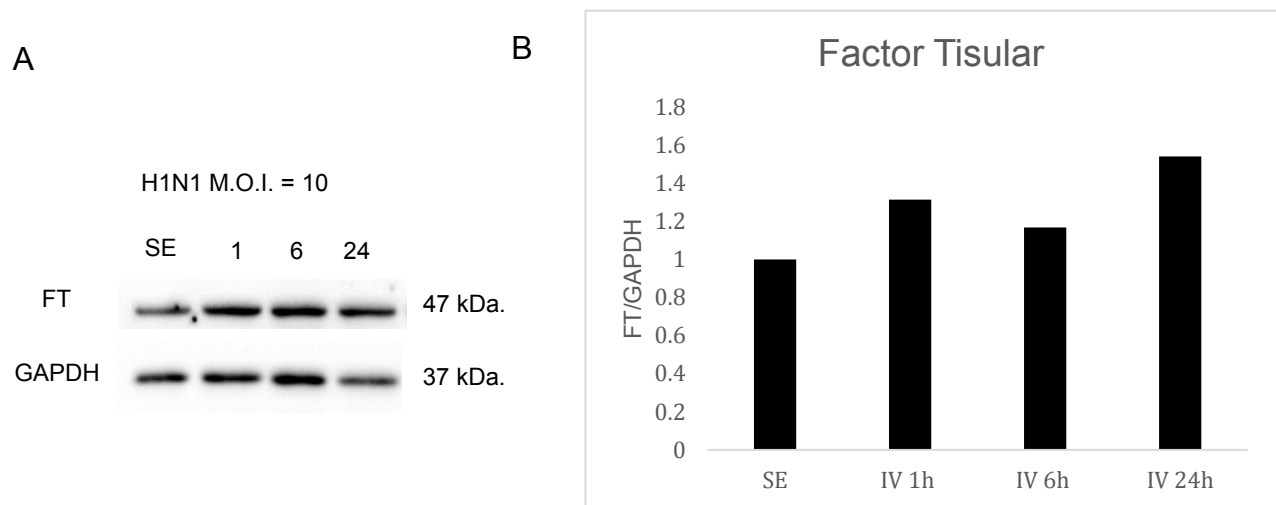 A
H1N1 M.O.I. = 10
SE 1 6 24
FT 47 kDa.
GAPDH 37 kDa.
B
Factor Tisular
FT/GAPDH
1.8
1.6
1.4
1.2
1
0.8
0.6
0.4
0.2
0
SE IV 1h IV 6h IV 24h